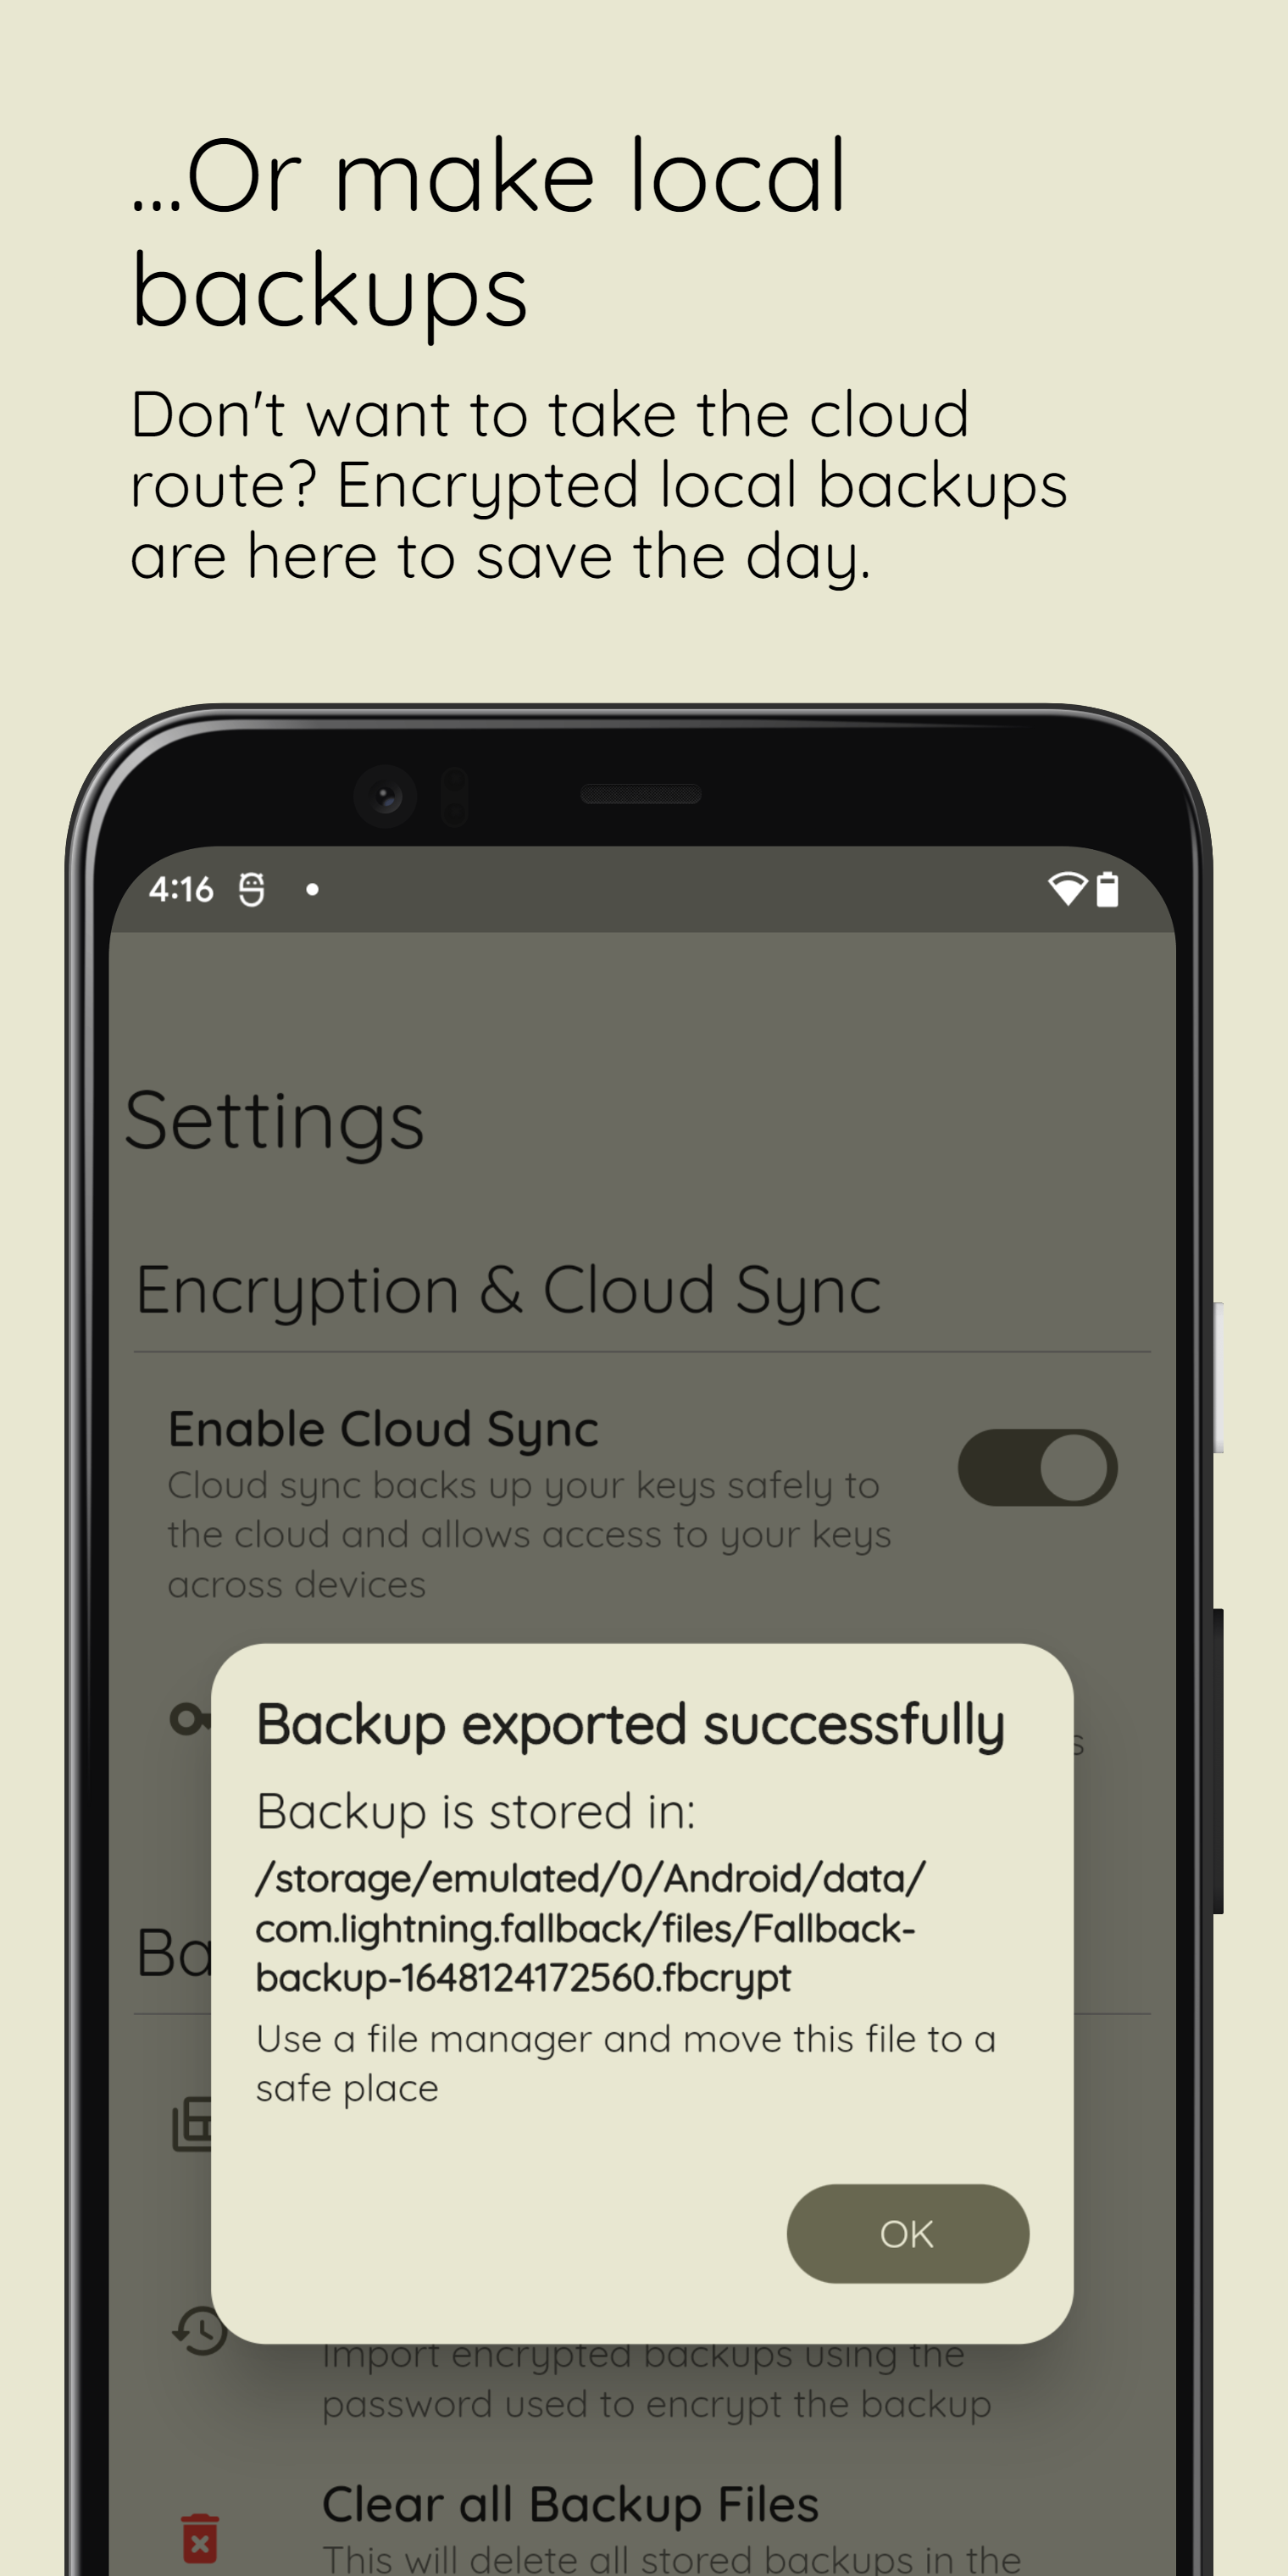 ...Or make local
backups
Don't want to take the cloud
route? Encrypted local backups
are here to save the day.
4:16
Settings
Encryption & Cloud Sync
Enable Cloud Sync
Cloud sync backs up your keys safely to
the cloud and allows access to your keys
across devices
Backup exported successfully
Backup is stored in:
/storage/emulated/0/Android/data/
com.lightning.fallback/files/Fallback-
backup-1648124172560.fbcrypt
Use a file manager and move this file to a
safe place
OK
Import encrypted backups using the
password used to encrypt the backup
Clear all Backup Files
This will delete all stored backups in the